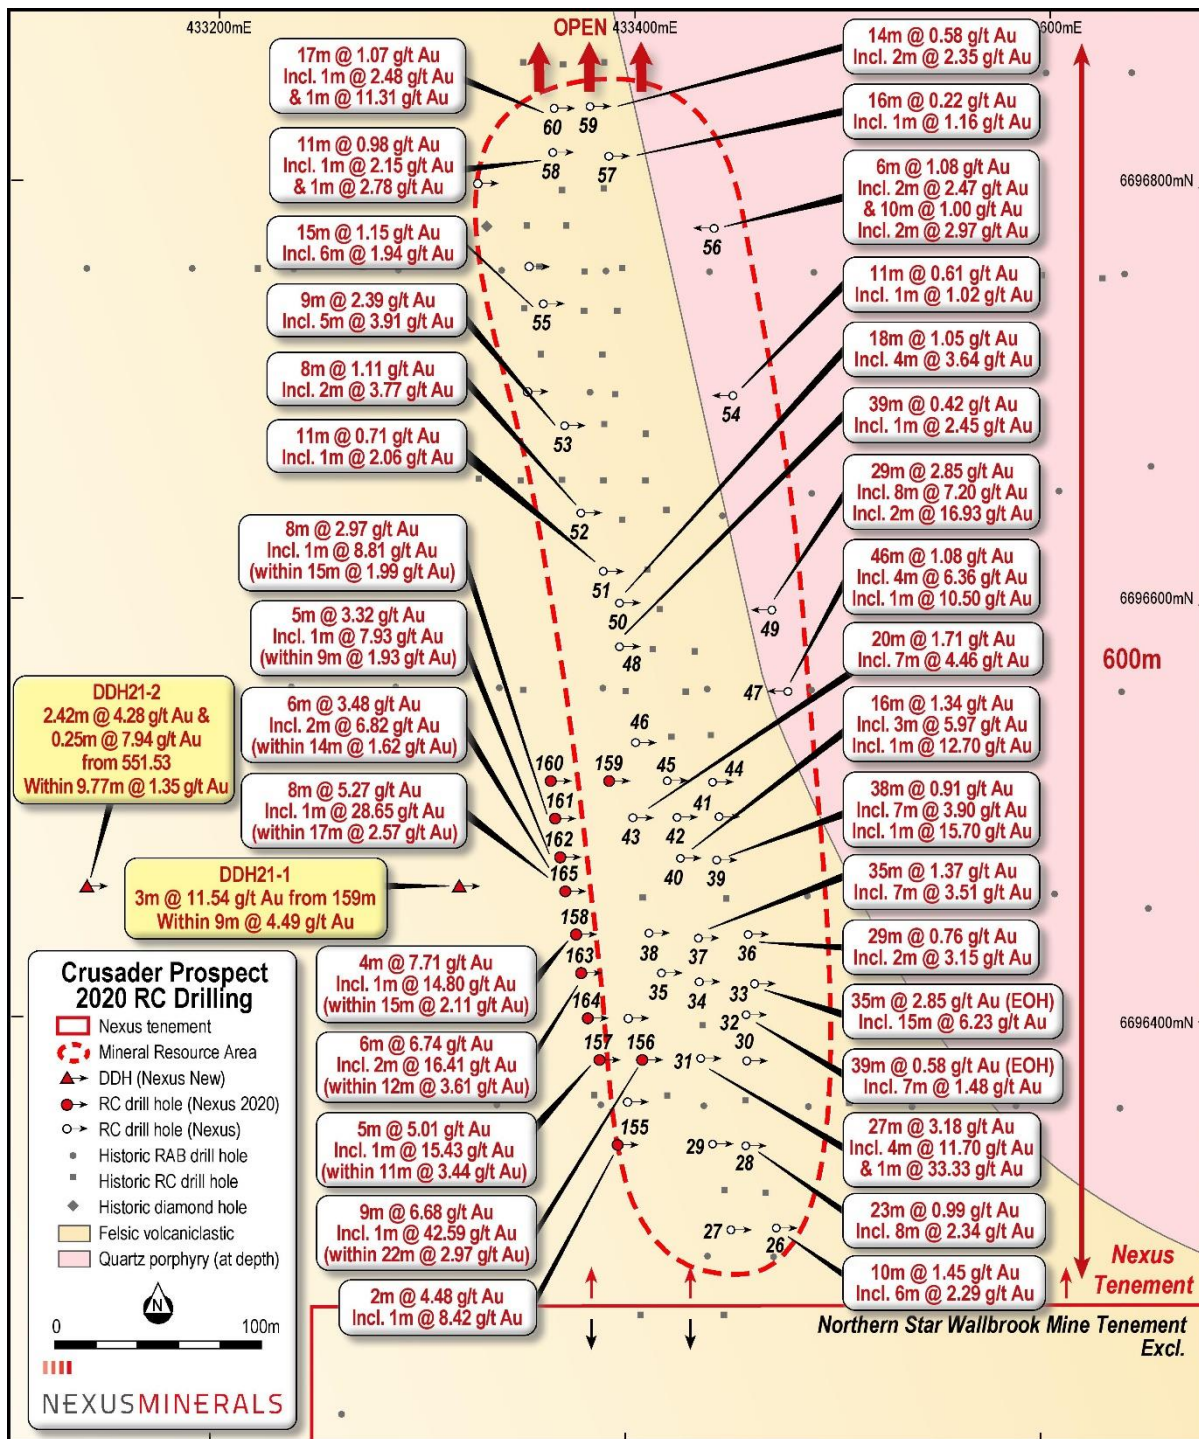 433200mE
OPEN
433400mE
600mE
17m @ 1.07 g/t Au
Incl. 1m @ 2.48 g/t Au
& 1m @ 11.31 g/t Au
14m @ 0.58 g/t Au
Incl. 2m @ 2.35 g/t Au
60
59
16m @ 0.22 g/t Au
Incl. 1m @ 1.16 g/t Au
11m @ 0.98 g/t Au
Incl. 1m @ 2.15 g/t Au
& 1m @ 2.78 g/t Au
58
57
6696800mN
6m @ 1.08 g/t Au
Incl. 2m @ 2.47 g/t Au
& 10m @ 1.00 g/t Au
Incl. 2m @ 2.97 g/t Au
56
15m @ 1.15 g/t Au
Incl. 6m @ 1.94 g/t Au
55
11m @ 0.61 g/t Au
Incl. 1m @ 1.02 g/t Au
9m @ 2.39 g/t Au
Incl. 5m @ 3.91 g/t Au
18m @ 1.05 g/t Au
Incl. 4m @ 3.64 g/t Au
8m @ 1.11 g/t Au
Incl. 2m @ 3.77 g/t Au
54
53
39m @ 0.42 g/t Au
Incl. 1m @ 2.45 g/t Au
11m @ 0.71 g/t Au
Incl. 1m @ 2.06 g/t Au
29m @ 2.85 g/t Au
Incl. 8m @ 7.20 g/t Au
Incl. 2m @ 16.93 g/t Au
52
8m @ 2.97 g/t Au
Incl. 1m @ 8.81 g/t Au
(within 15m @ 1.99 g/t Au)
46m @ 1.08 g/t Au
Incl. 4m @ 6.36 g/t Au
Incl. 1m @ 10.50 g/t Au
51
50
49
6696600mN
5m @ 3.32 g/t Au
Incl. 1m @ 7.93 g/t Au
(within 9m @ 1.93 g/t Au)
48
20m @ 1.71 g/t Au
Incl. 7m @ 4.46 g/t Au
600m
47
DDH21-2
2.42m @ 4.28 g/t Au &
0.25m @ 7.94 g/t Au
from 551.53
Within 9.77m @ 1.35 g/t Au
6m @ 3.48 g/t Au
Incl. 2m @ 6.82 g/t Au
(within 14m @ 1.62 g/t Au)
46
16m @ 1.34 g/t Au
Incl. 3m @ 5.97 g/t Au
Incl. 1m @ 12.70 g/t Au
160
159
45
44
8m @ 5.27 g/t Au
Incl. 1m @ 28.65 g/t Au
(within 17m @ 2.57 g/t Au)
161
43
42
41
38m @ 0.91 g/t Au
Incl. 7m @ 3.90 g/t Au
Incl. 1m @ 15.70 g/t Au
162
40
39
DDH21-1
3m @ 11.54 g/t Au from 159m
Within 9m @ 4.49 g/t Au
165
35m @ 1.37 g/t Au
Incl. 7m @ 3.51 g/t Au
158
38
37
36
29m @ 0.76 g/t Au
Incl. 2m @ 3.15 g/t Au
4m @ 7.71 g/t Au
Incl. 1m @ 14.80 g/t Au
(within 15m @ 2.11 g/t Au)
163
35
34
33
35m @ 2.85 g/t Au (EOH)
Incl. 15m @ 6.23 g/t Au
164
32
6696400mN
6m @ 6.74 g/t Au
Incl. 2m @ 16.41 g/t Au
(within 12m @ 3.61 g/t Au)
157
156
31
30
39m @ 0.58 g/t Au (EOH)
Incl. 7m @ 1.48 g/t Au
5m @ 5.01 g/t Au
Incl. 1m @ 15.43 g/t Au
(within 11m @ 3.44 g/t Au)
155
29
28
27m @ 3.18 g/t Au
Incl. 4m @ 11.70 g/t Au
& 1m @ 33.33 g/t Au
9m @ 6.68 g/t Au
Incl. 1m @ 42.59 g/t Au
(within 22m @ 2.97 g/t Au)
27
26
23m @ 0.99 g/t Au
Incl. 8m @ 2.34 g/t Au
2m @ 4.48 g/t Au
Incl. 1m @ 8.42 g/t Au
10m @ 1.45 g/t Au
Incl. 6m @ 2.29 g/t Au
Nexus
Tenement
Northern Star Wallbrook Mine Tenement
Excl.
Crusader Prospect
2020 RC Drilling
Nexus tenement
Mineral Resource Area
DDH (Nexus New)
RC drill hole (Nexus 2020)
RC drill hole (Nexus)
Historic RAB drill hole
Historic RC drill hole
Historic diamond hole
Felsic volcaniclastic
Quartz porphyry (at depth)
N
0
100m
NEXUSMINERALS